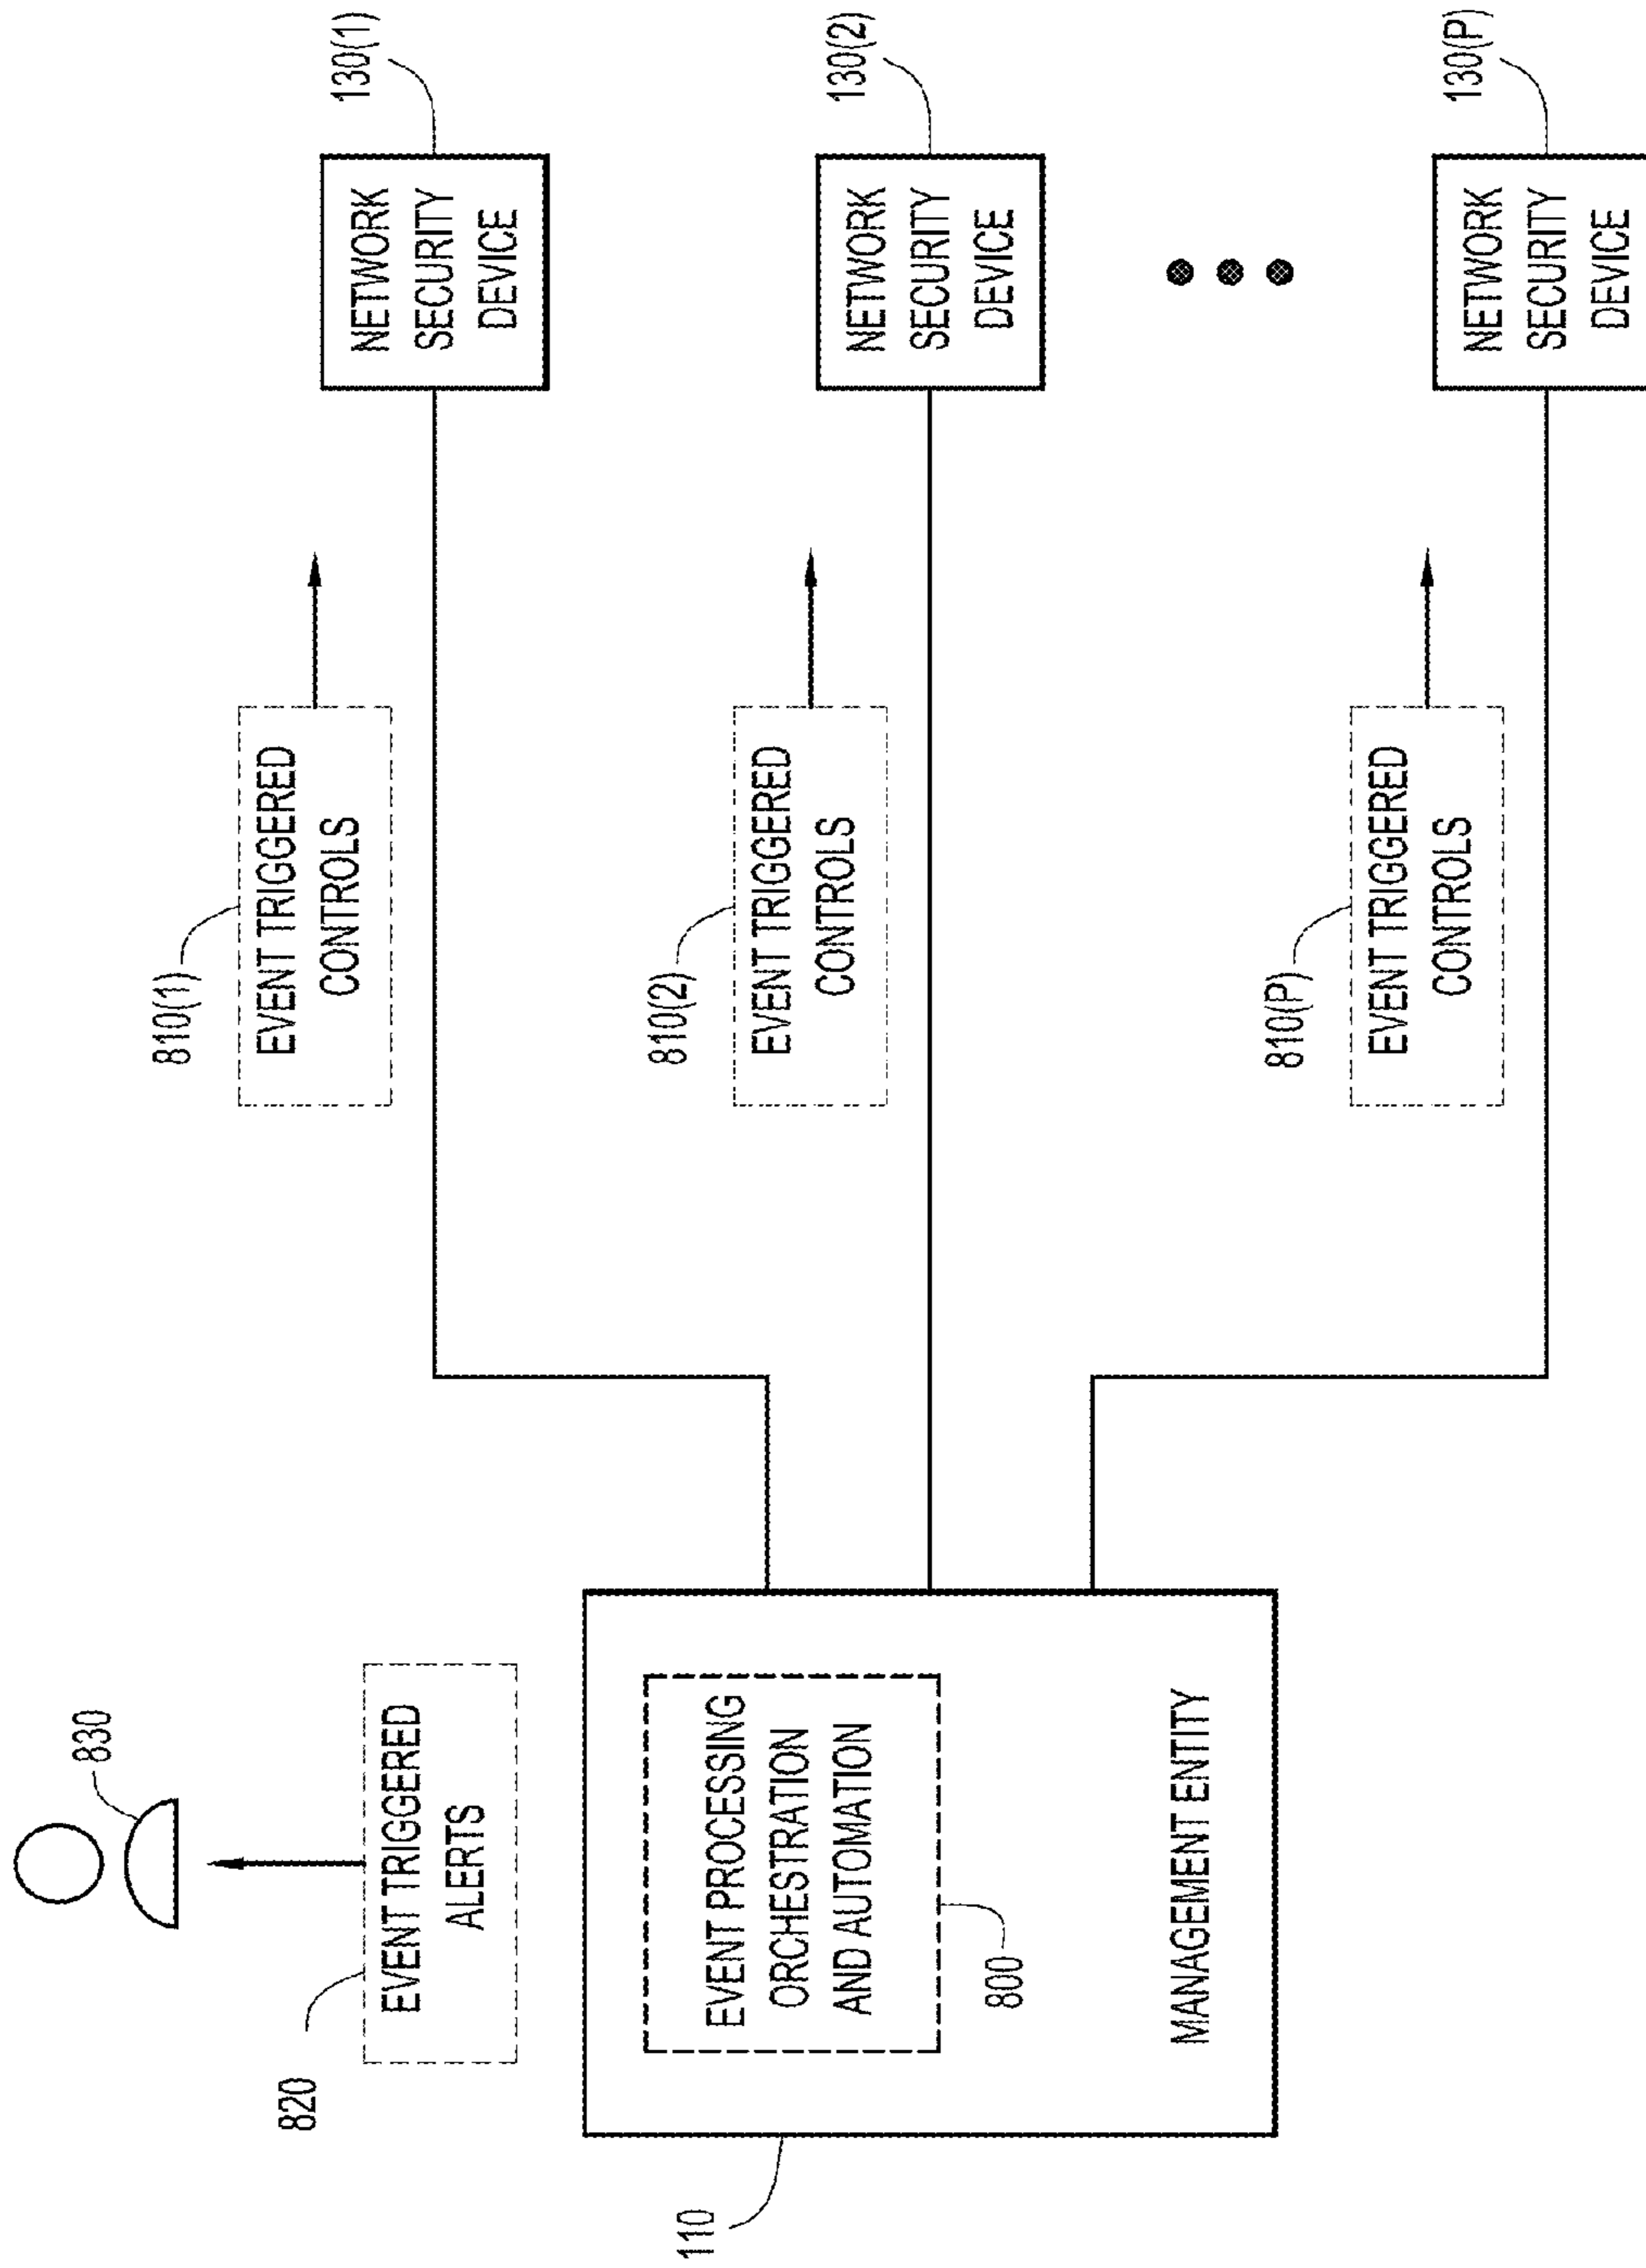 830
820
EVENT TRIGGERED
ALERTS
110
EVENT PROCESSING
ORCHESTRATION
AND AUTOMATION
800
MANAGEMENT ENTITY
810(1)
EVENT TRIGGERED
CONTROLS
130(1)
NETWORK
SECURITY
DEVICE
810(2)
EVENT TRIGGERED
CONTROLS
130(2)
NETWORK
SECURITY
DEVICE
810(P)
EVENT TRIGGERED
CONTROLS
130(P)
NETWORK
SECURITY
DEVICE